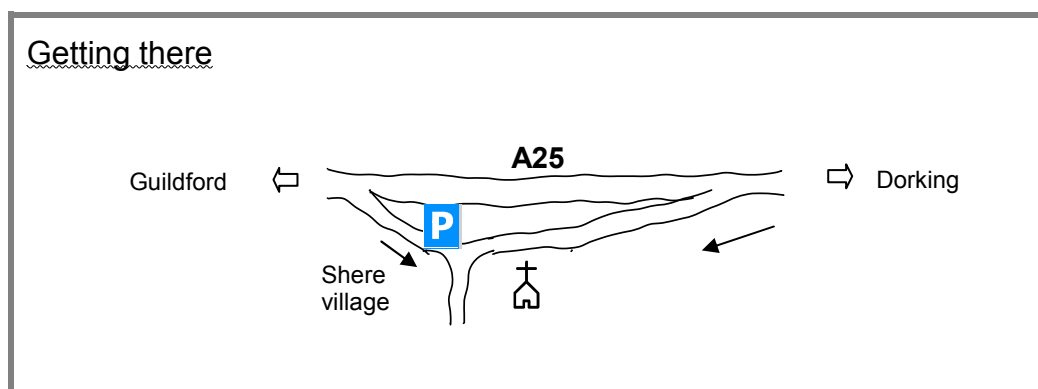 Getting there
A25
Guildford
Dorking
P
Shere
village